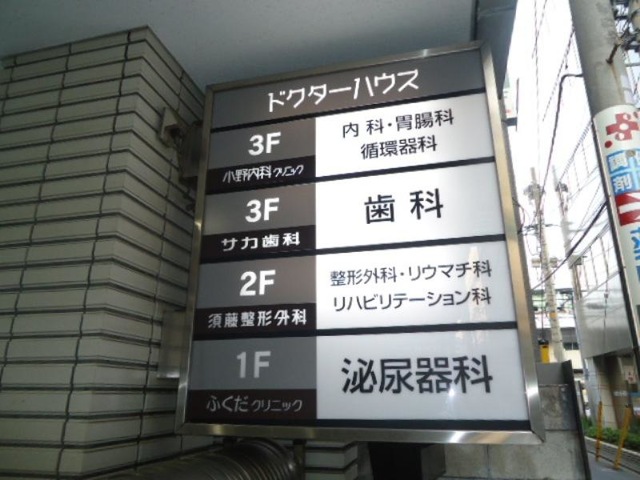 ドクターハウス
3F
小野内科クリニック
内科・胃腸科
循環器科
3F
サカ歯科
歯科
2F
須藤整形外科
整形外科・リウマチ科
リハビリテーション科
1F
ふくだクリニック
泌尿器科
調剤
薬